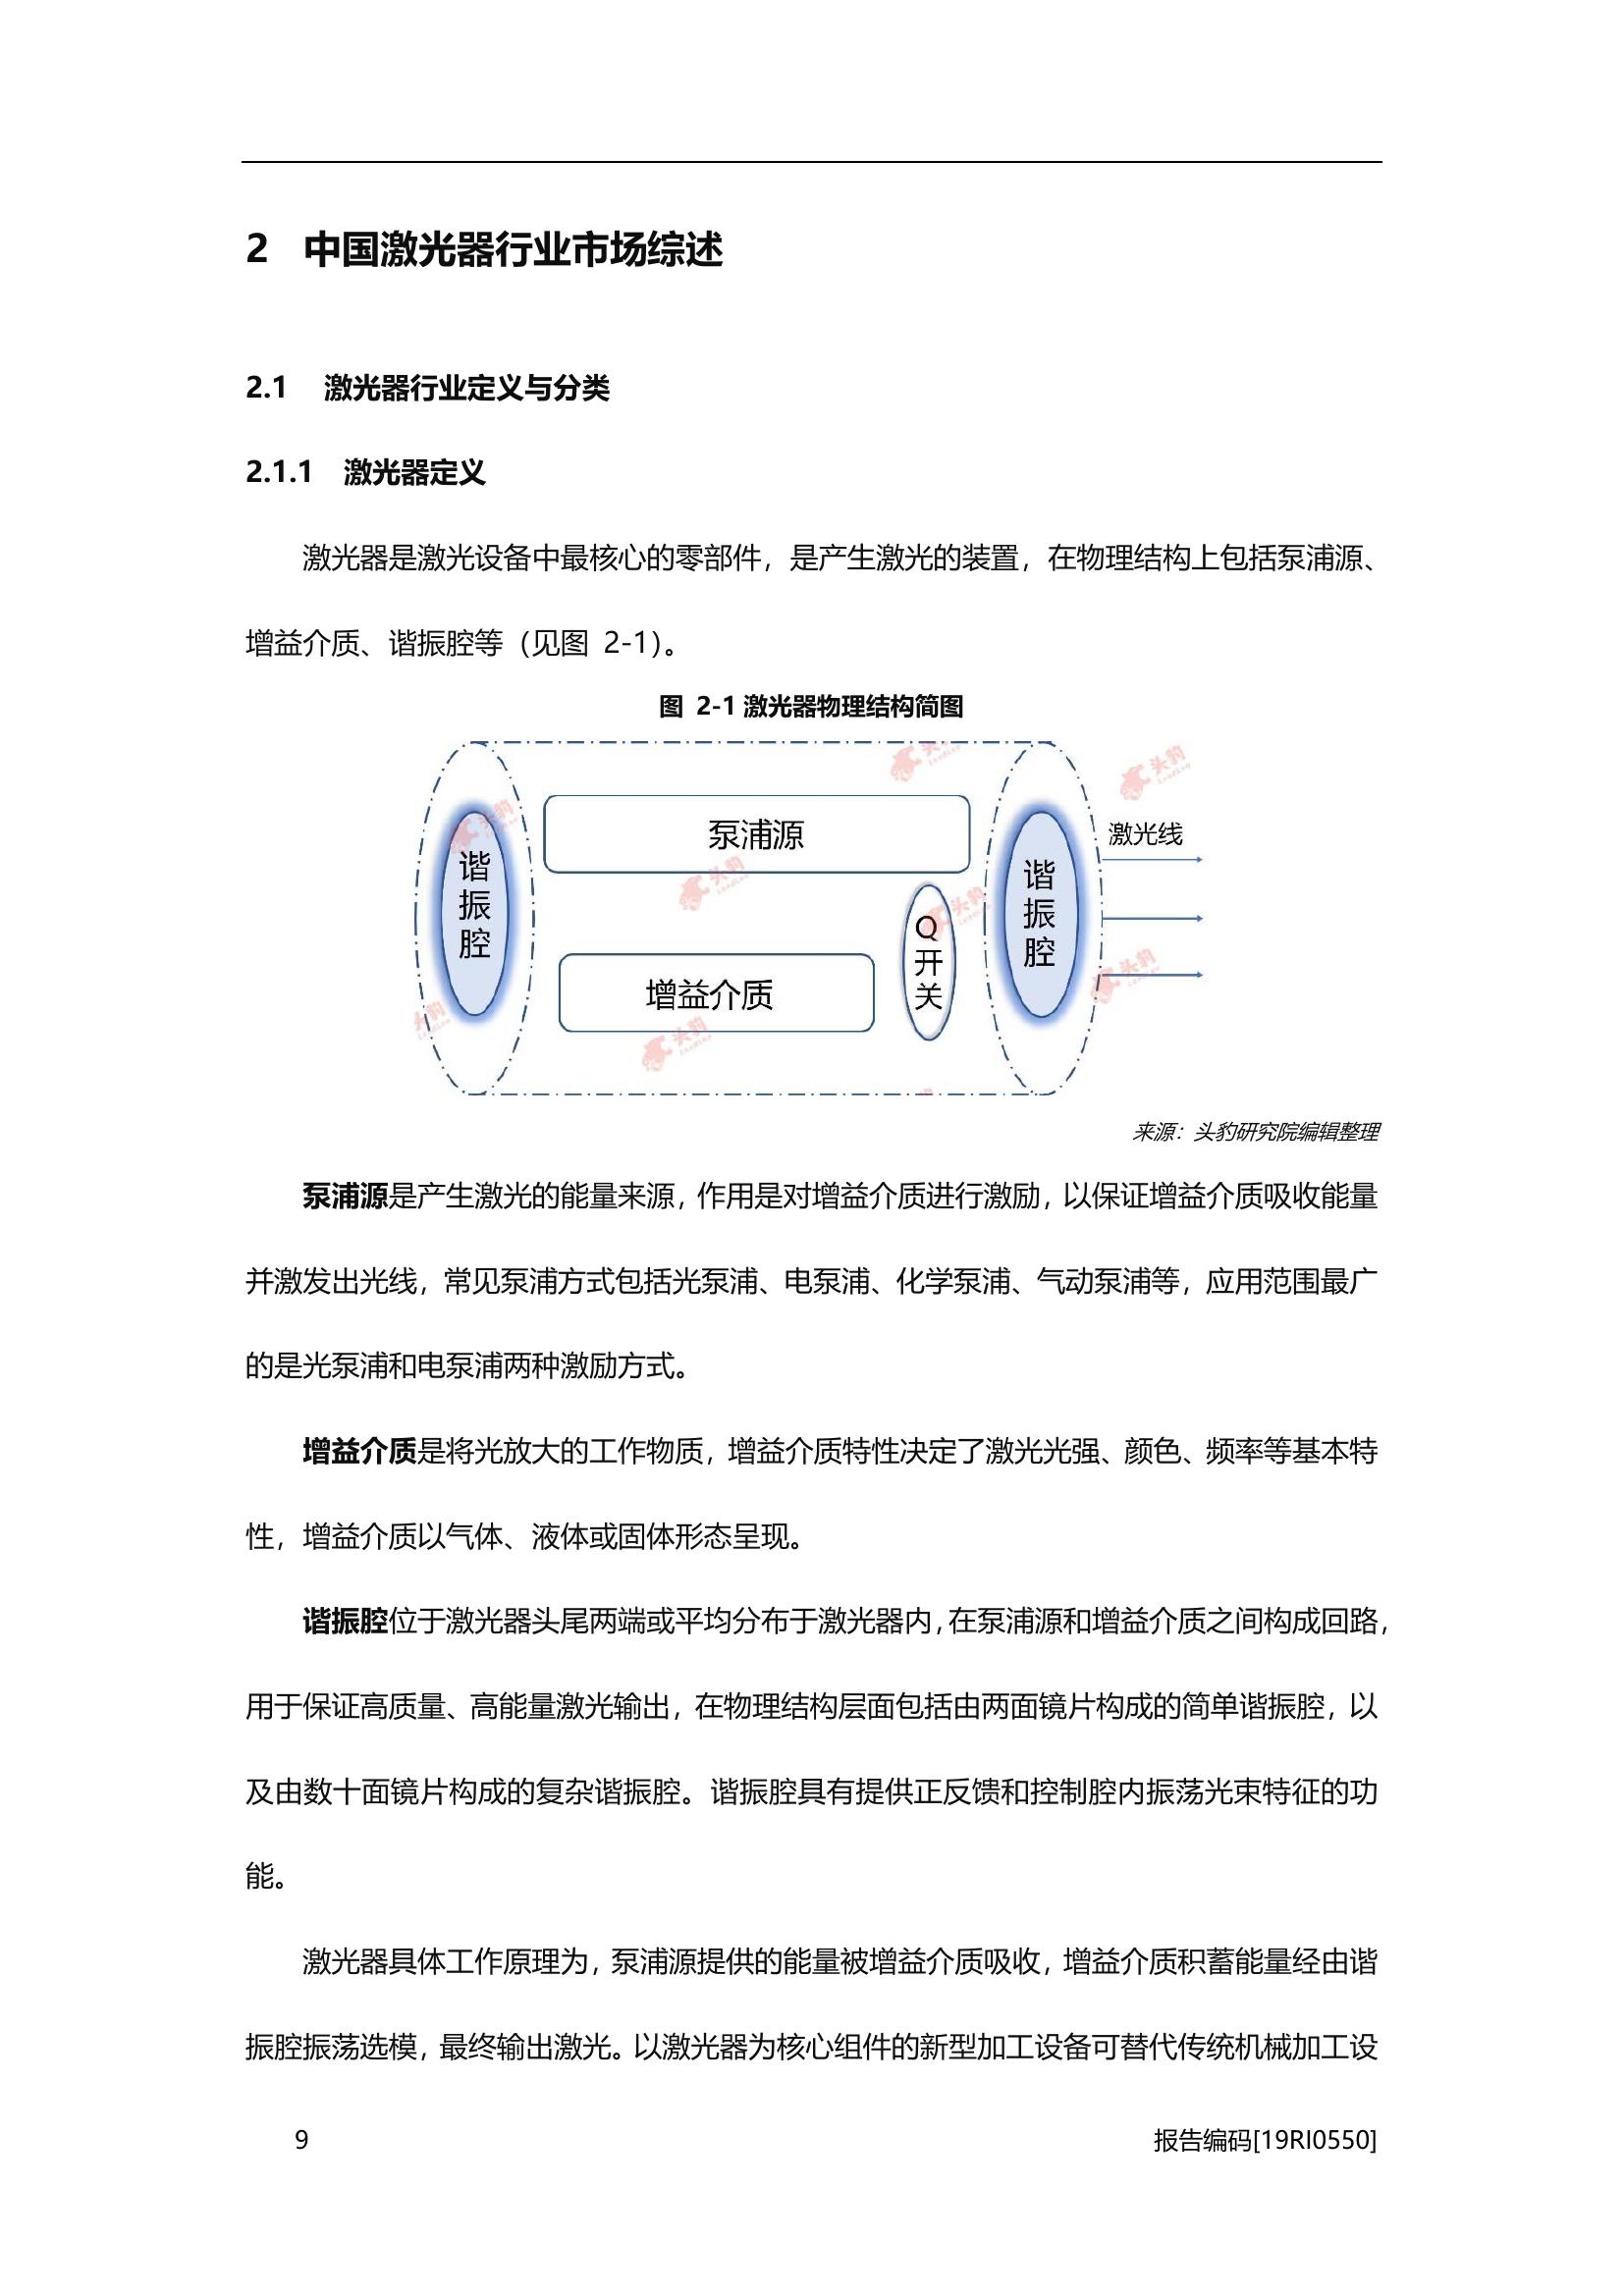 2 中国激光器行业市场综述
2.1 激光器行业定义与分类
2.1.1 激光器定义
激光器是激光设备中最核心的零部件，是产生激光的装置，在物理结构上包括泵浦源、
增益介质、谐振腔等（见图 2-1）。
图 2-1 激光器物理结构简图
泵浦源
激光线
谐振腔
谐振腔
Q开关
增益介质
头豹
LeadLeo
来源：头豹研究院编辑整理
泵浦源是产生激光的能量来源，作用是对增益介质进行激励，以保证增益介质吸收能量
并激发出光线，常见泵浦方式包括光泵浦、电泵浦、化学泵浦、气动泵浦等，应用范围最广
的是光泵浦和电泵浦两种激励方式。
增益介质是将光放大的工作物质，增益介质特性决定了激光光强、颜色、频率等基本特
性，增益介质以气体、液体或固体形态呈现。
谐振腔位于激光器头尾两端或平均分布于激光器内，在泵浦源和增益介质之间构成回路，
用于保证高质量、高能量激光输出，在物理结构层面包括由两面镜片构成的简单谐振腔，以
及由数十面镜片构成的复杂谐振腔。谐振腔具有提供正反馈和控制腔内振荡光束特征的功
能。
激光器具体工作原理为，泵浦源提供的能量被增益介质吸收，增益介质积蓄能量经由谐
振腔振荡选模，最终输出激光。以激光器为核心组件的新型加工设备可替代传统机械加工设
9
报告编码[19RI0550]